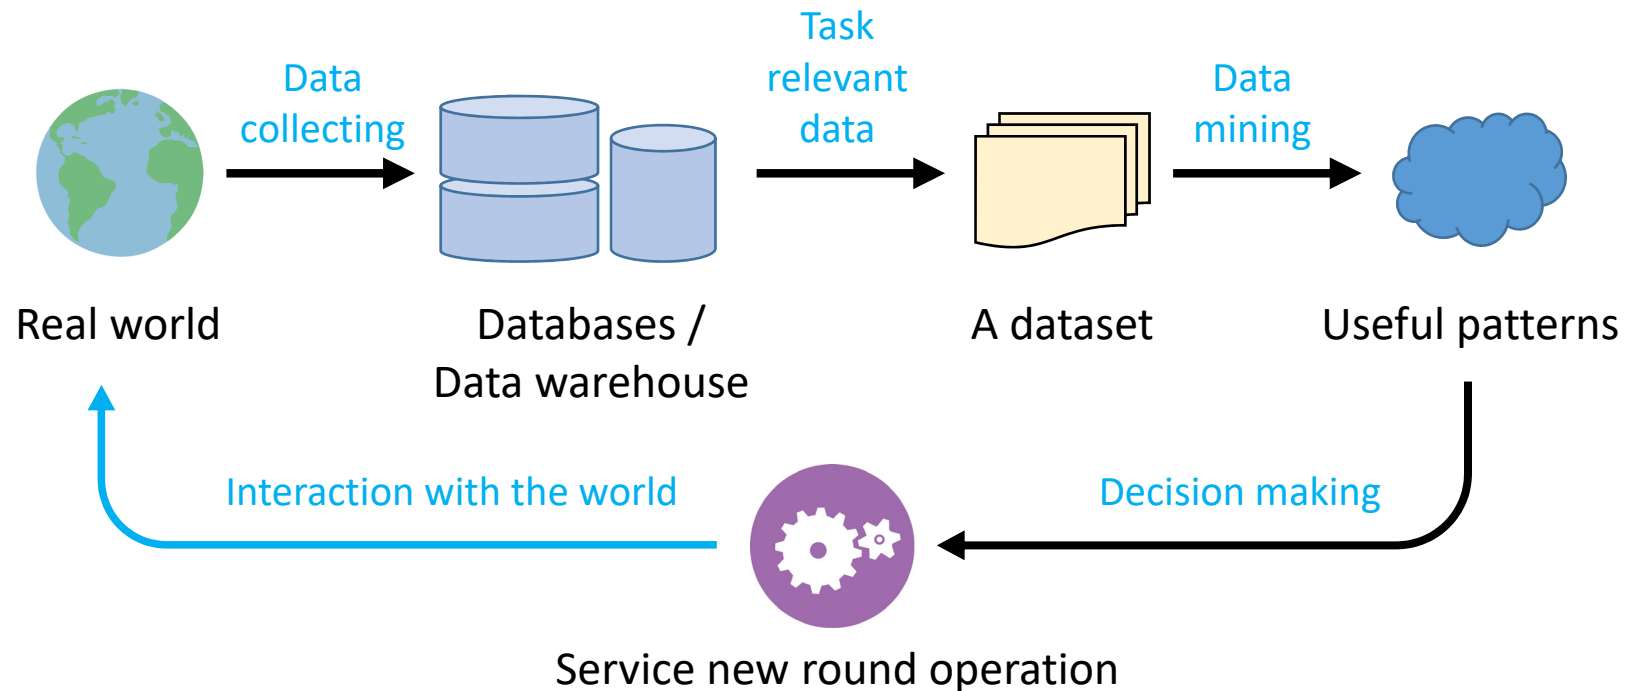 Data
collecting
Task
relevant
data
Data
mining
Real world
Databases /
Data warehouse
A dataset
Useful patterns
Interaction with the world
Decision making
Service new round operation